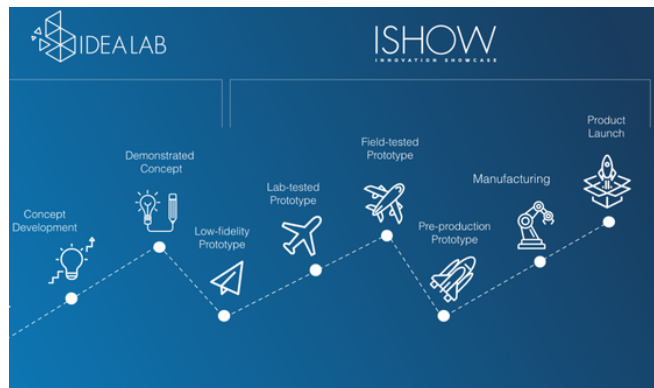 IDEALAB
ISHOW
INNOVATION SHOWCASE
Concept
Development
Demonstrated
Concept
Low-fidelity
Prototype
Lab-tested
Prototype
Field-tested
Prototype
Pre-production
Prototype
Manufacturing
Product
Launch